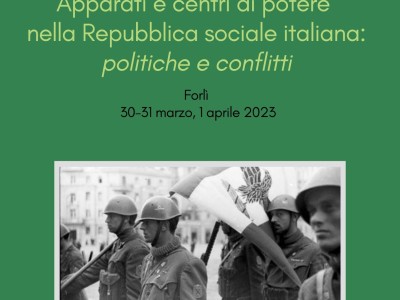 Apparati e centri di potere
nella Repubblica sociale italiana:
politiche e conflitti
Forlì
30-31 marzo, 1 aprile 2023